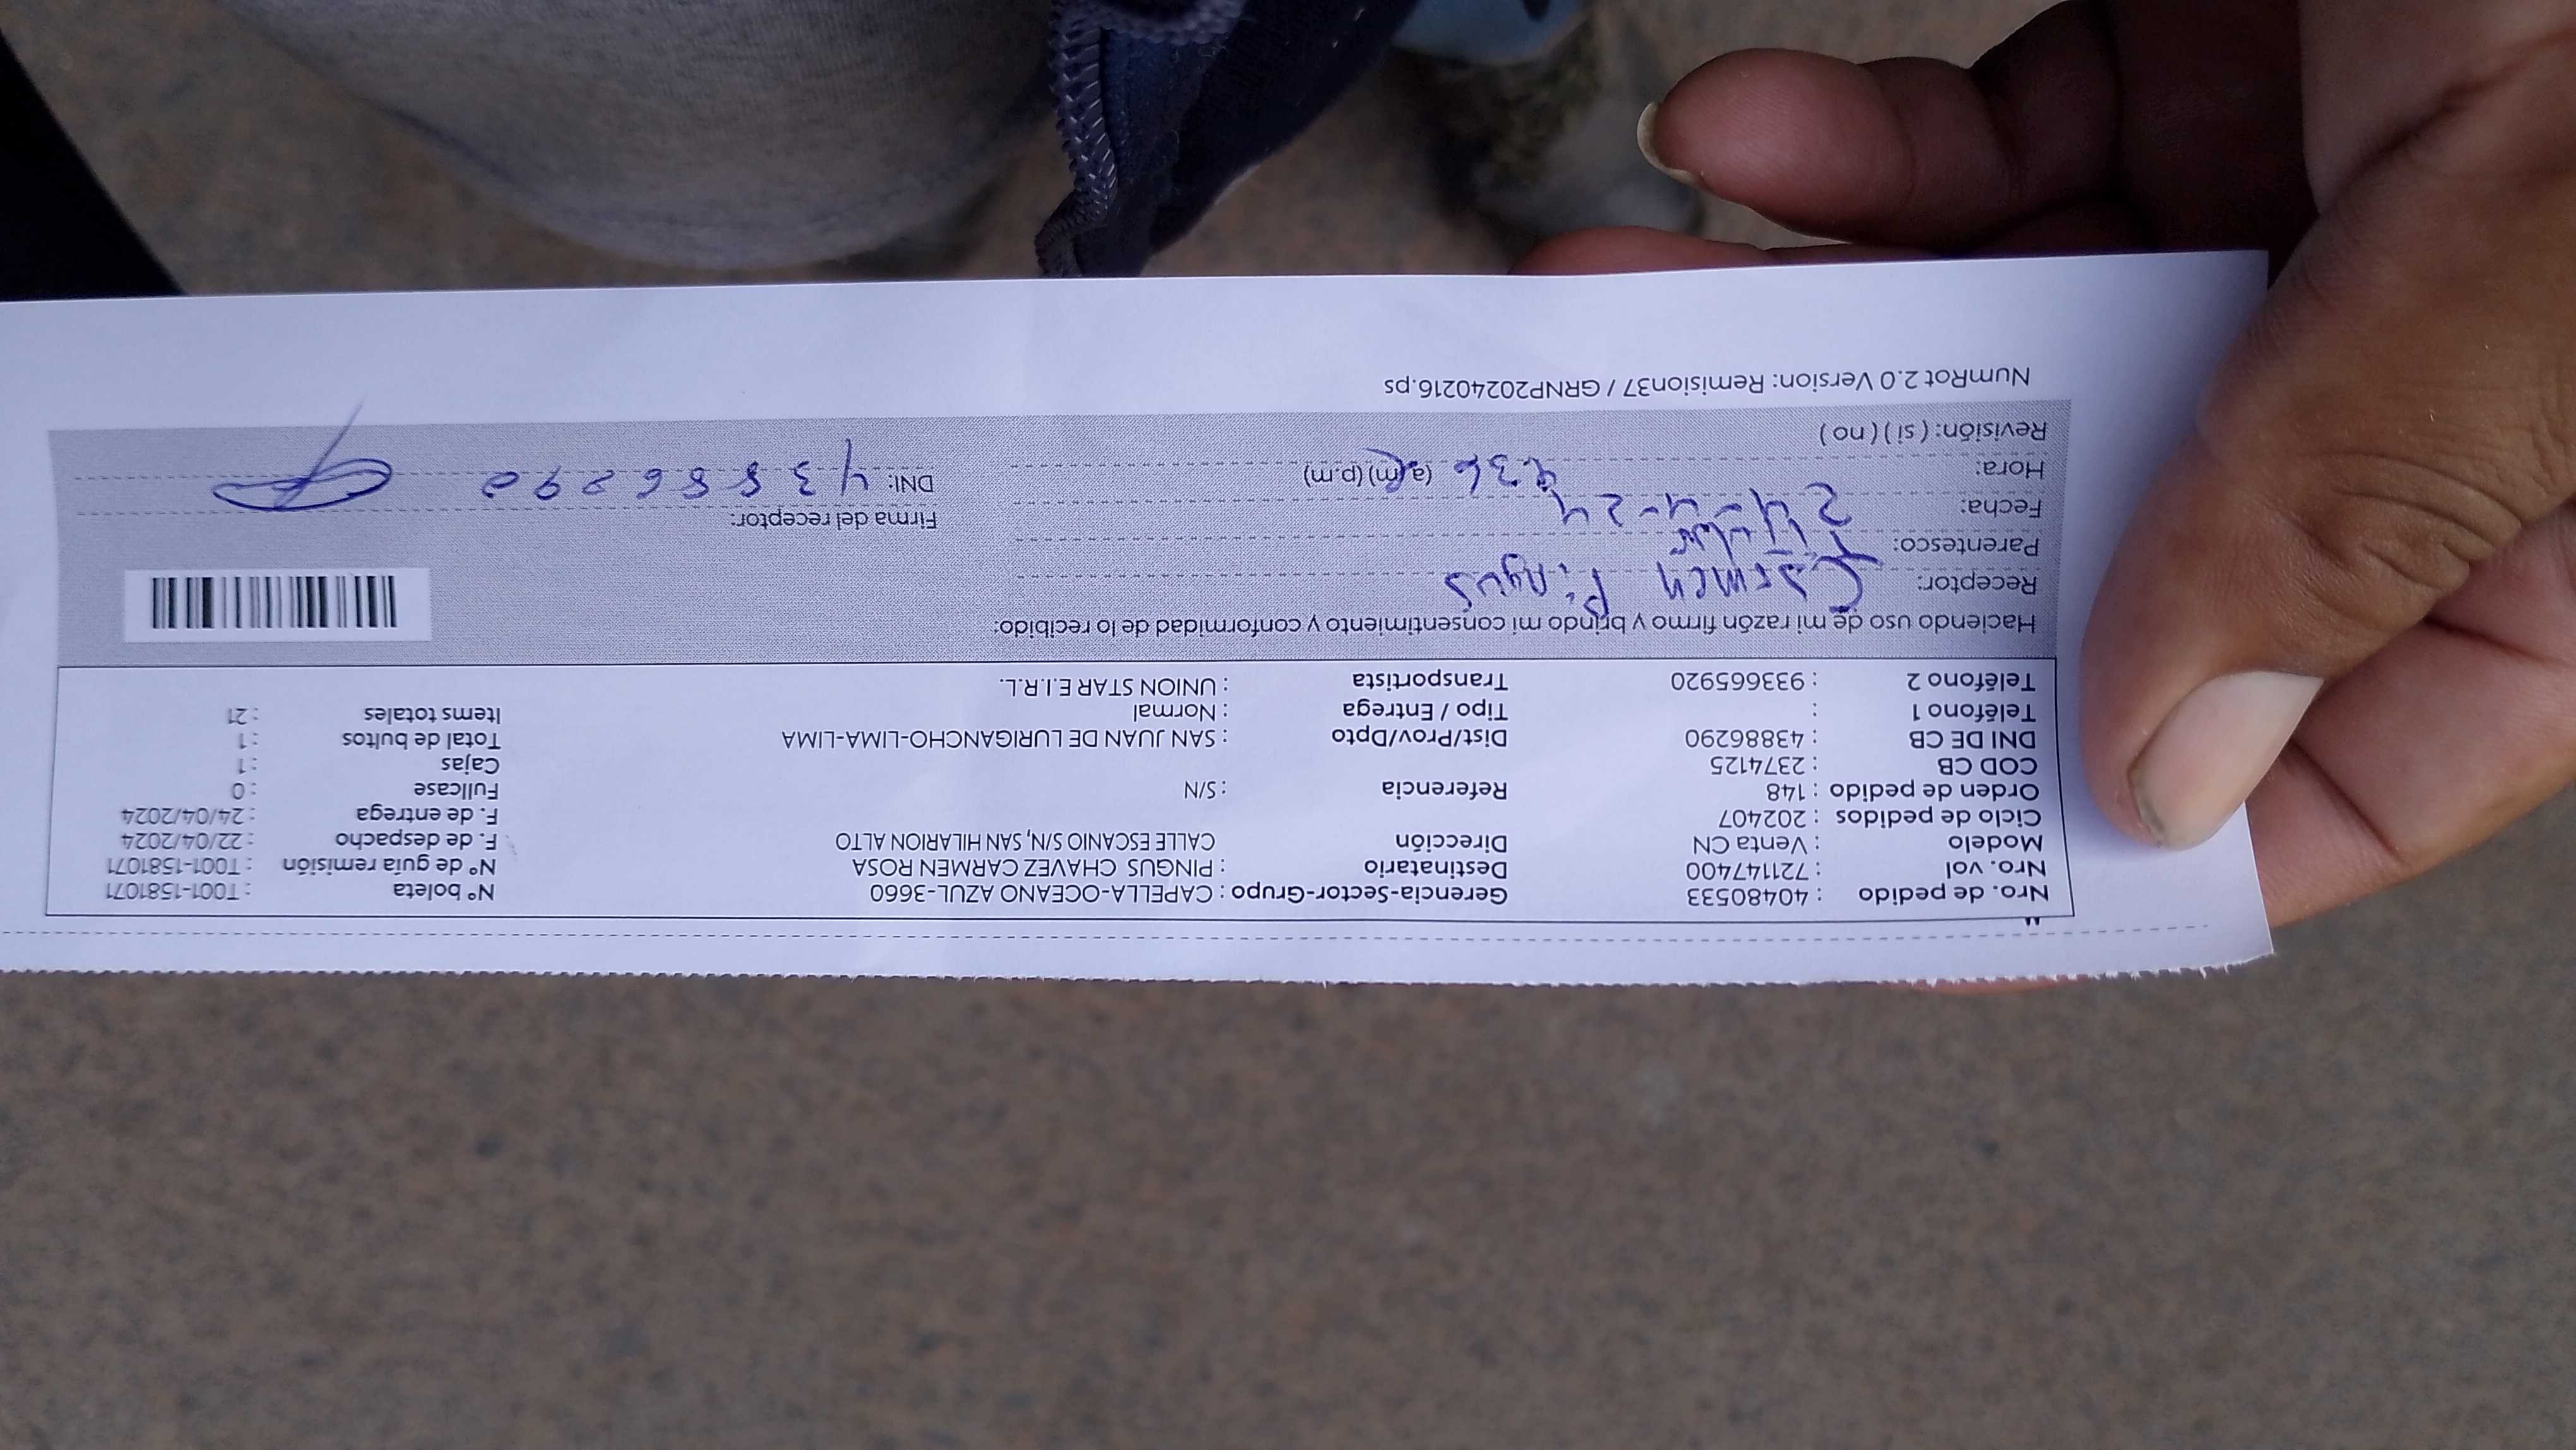 Nro. de pedido : 40480533 Gerencia-Sector-Grupo : CAPELLA-OCEANO AZUL-3660 Nº boleta : T001-1581071
Nro. vol : 721147400 Destinatario : PINGUS CHAVEZ CARMEN ROSA Nº de guía remisión : T001-1581071
Modelo : Venta CN Dirección CALLE ESCANIO S/N, SAN HILARION ALTO F. de despacho : 22/04/2024
Ciclo de pedidos : 202407 F. de entrega : 24/04/2024
Orden de pedido : 148 Referencia : S/N Fullcase : 0
COD CB : 2374125 Cajas : 1
DNI DE CB : 43886290 Dist/Prov/Dpto : SAN JUAN DE LURIGANCHO-LIMA-LIMA Total de bultos : 1
Teléfono 1 : Tipo / Entrega : Normal Items totales : 21
Teléfono 2 : 933665920 Transportista : UNION STAR E.I.R.L.
Haciendo uso de mi razón firmo y brindo mi consentimiento y conformidad de lo recibido:
Receptor: Carmen Pingus
Parentesco: Titular
Fecha: 24-4-24 Firma del receptor:
Hora: 9:36 (a.m) (p.m) DNI: 43886290
Revisión: ( si ) ( no )
NumRot 2.0 Version: Remision37 / GRNP20240216.ps